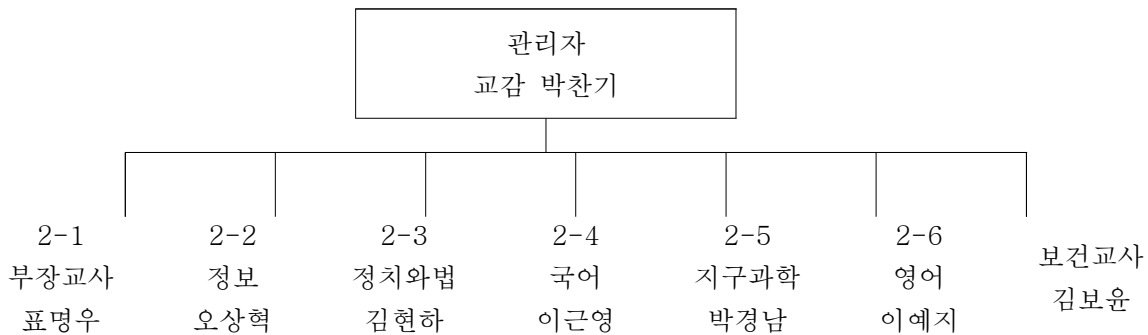 관리자
교감 박찬기
2-1
부장교사
표명우
2-2
정보
오상혁
2-3
정치와법
김현하
2-4
국어
이근영
2-5
지구과학
박경남
2-6
영어
이예지
보건교사
김보윤